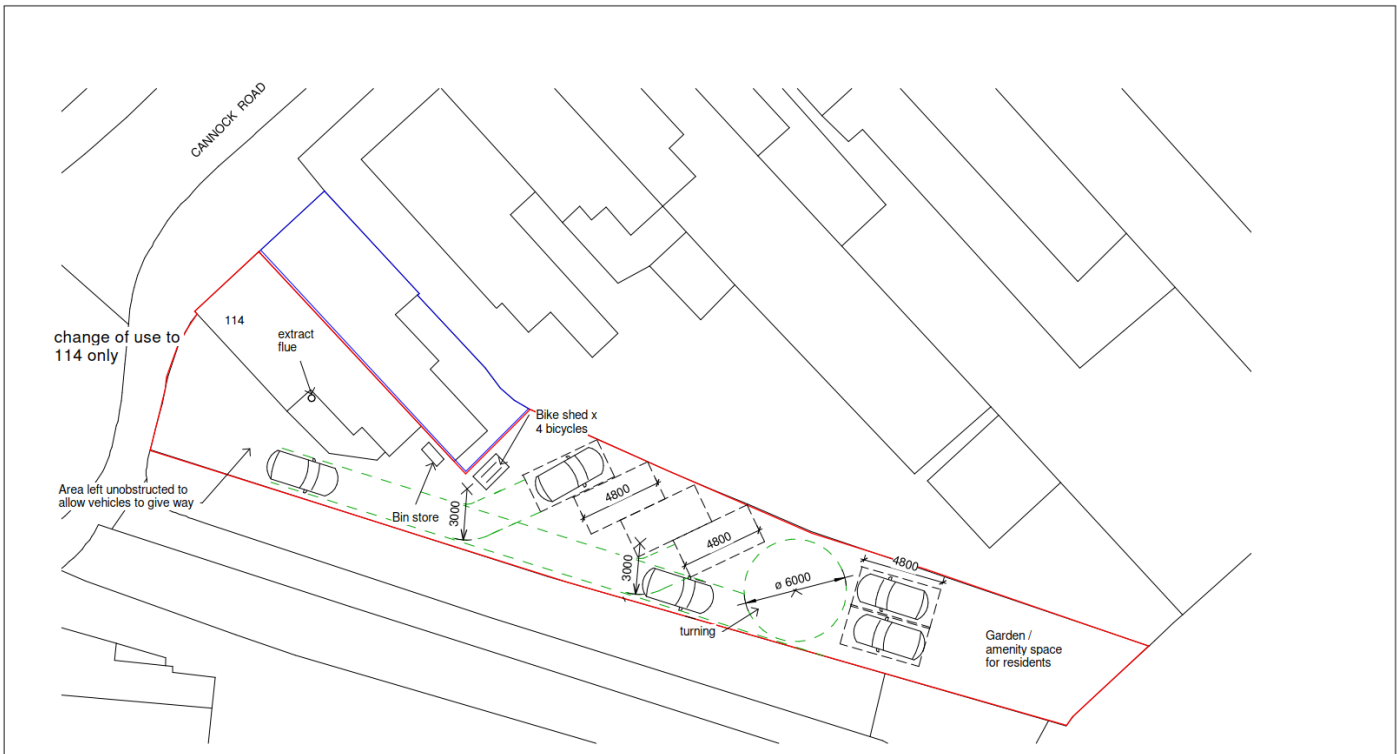 CANNOCK ROAD
114
change of use to
114 only
extract
flue
Bike shed x
4 bicycles
Area left unobstructed to
allow vehicles to give way
Bin store
3000
4800
4800
3000
ø 6000
4800
turning
Garden /
amenity space
for residents